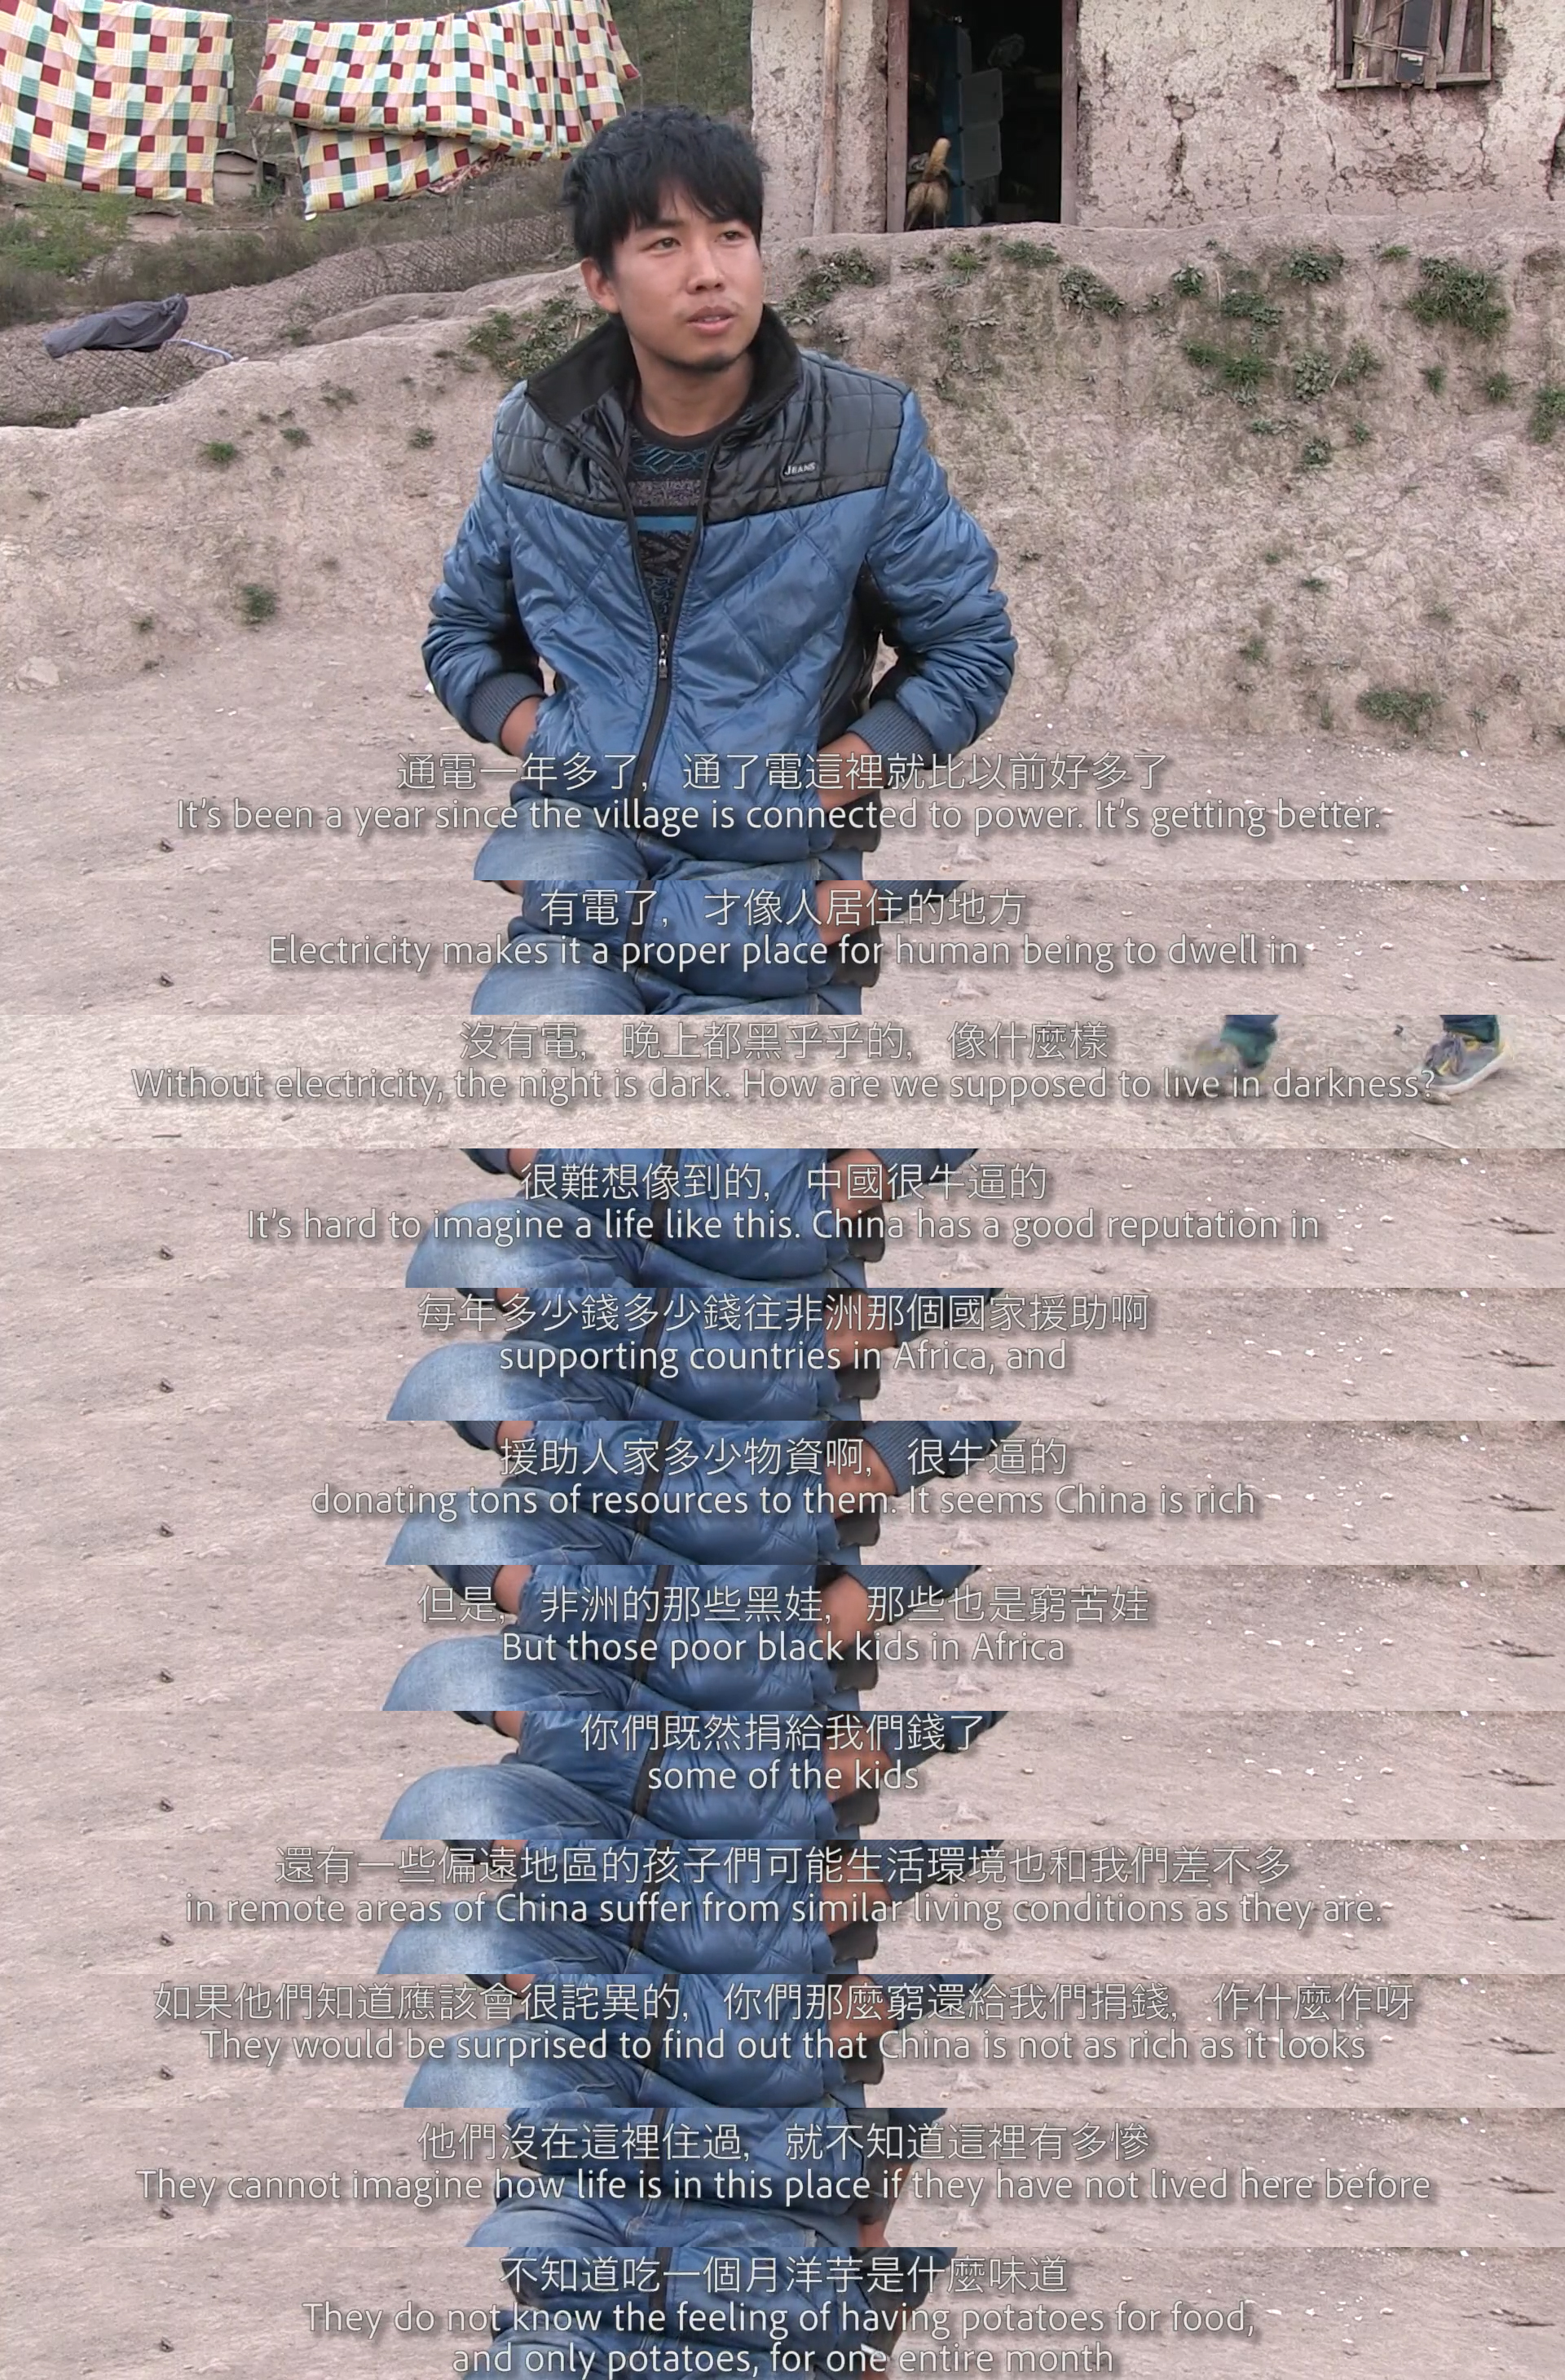 JEANS
通電一年多了，通了電這裡就比以前好多了
It's been a year since the village is connected to power. It's getting better.
有電了，才像人居住的地方
Electricity makes it a proper place for human being to dwell in.
沒有電，晚上都黑乎乎的，像什麼樣
Without electricity, the night is dark. How are we supposed to live in darkness?
很難想像到的，中國很牛逼的
It's hard to imagine a life like this. China has a good reputation in
每年多少錢多少錢往非洲那個國家援助啊
supporting countries in Africa, and
援助人家多少物資啊，很牛逼的
donating tons of resources to them. It seems China is rich
但是，非洲的那些黑娃，那些也是窮苦娃
But those poor black kids in Africa
你們既然捐給我們錢了
some of the kids
還有一些偏遠地區的孩子們可能生活環境也和我們差不多
in remote areas of China suffer from similar living conditions as they are.
如果他們知道應該會很詫異的，你們那麼窮還給我們捐錢，作什麼作呀
They would be surprised to find out that China is not as rich as it looks
他們沒在這裡住過，就不知道這裡有多慘
They cannot imagine how life is in this place if they have not lived here before
不知道吃一個月洋芋是什麼味道
They do not know the feeling of having potatoes for food,
and only potatoes, for one entire month